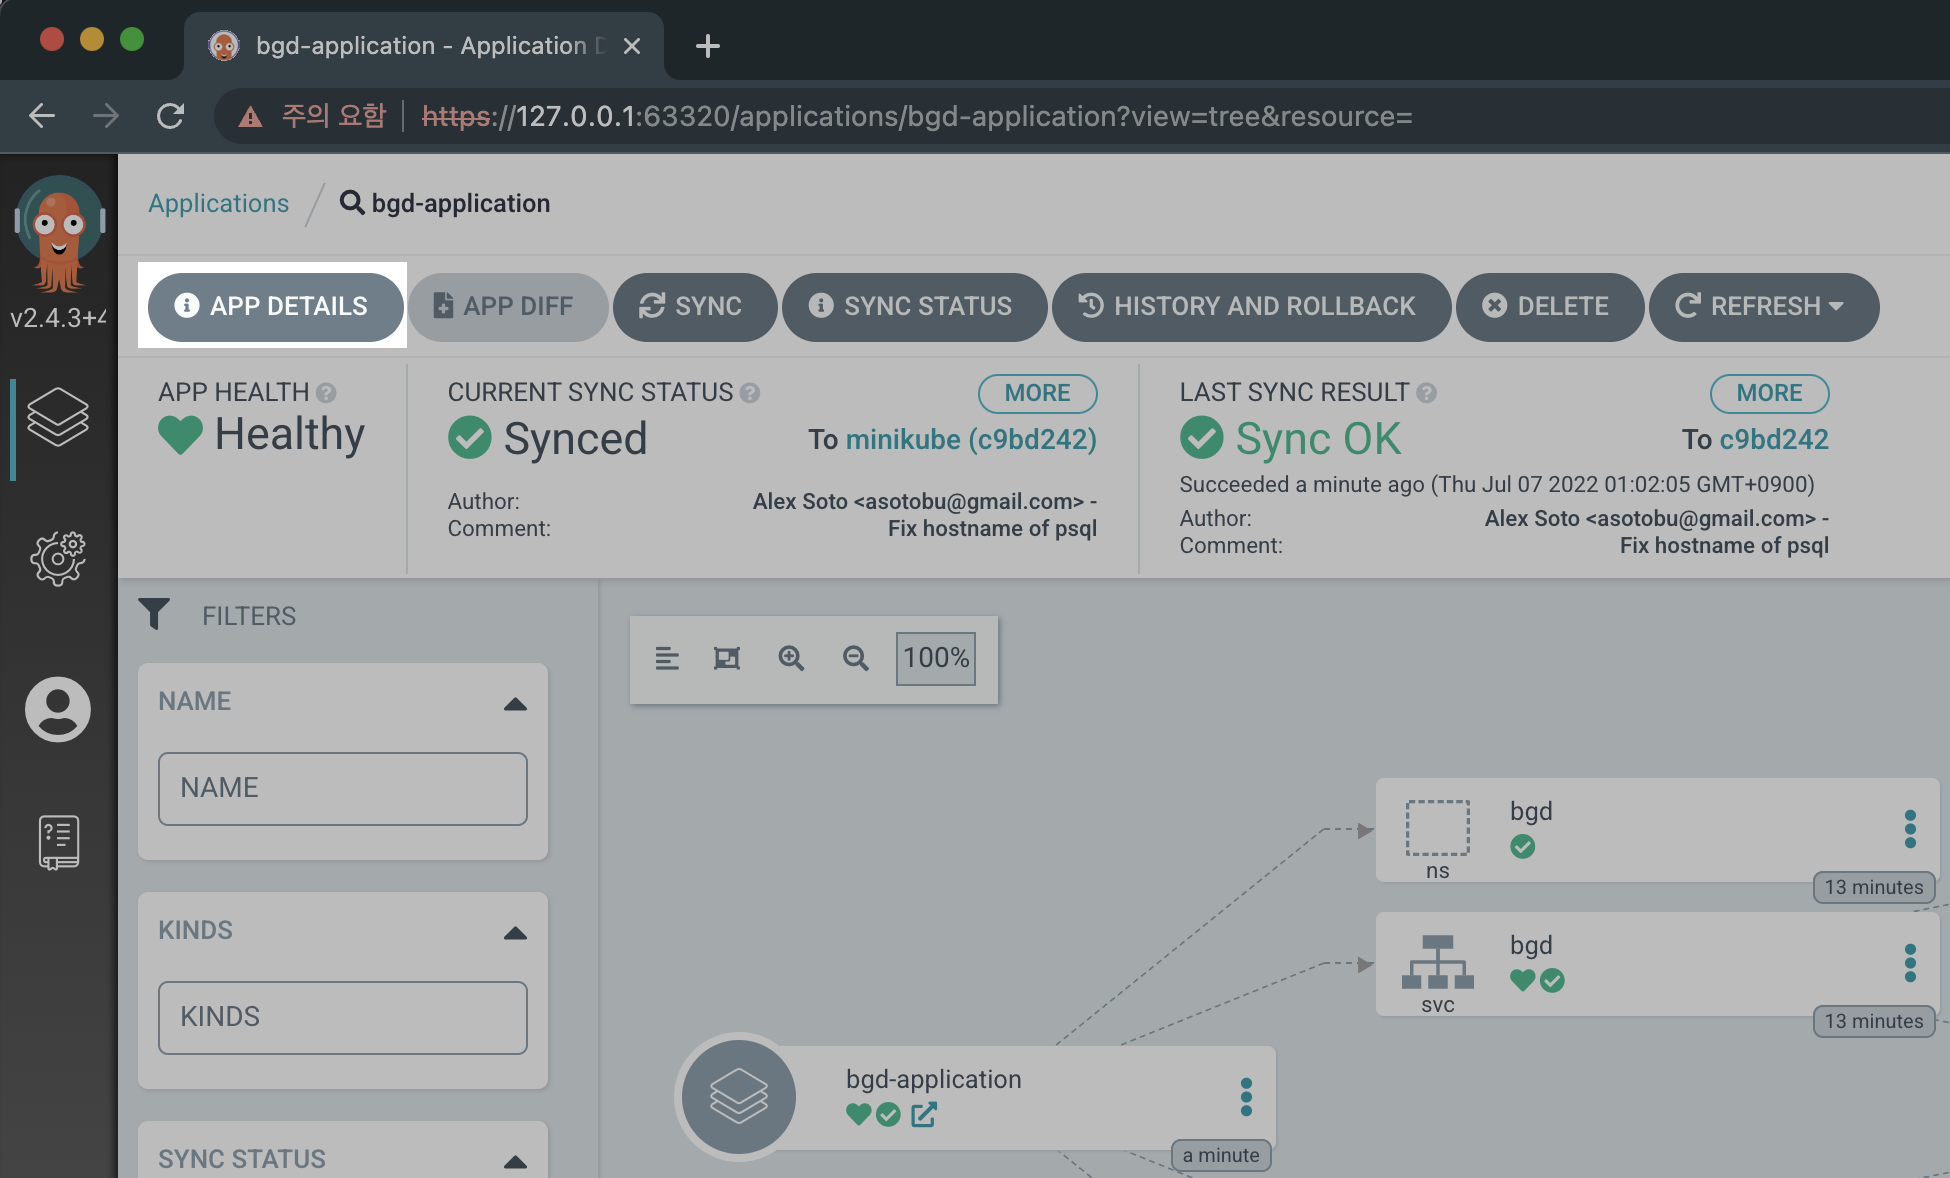 bgd-application - Application
주의 요함 https://127.0.0.1:63320/applications/bgd-application?view=tree&resource=
Applications / bgd-application
v2.4.3+4
APP DETAILS APP DIFF SYNC SYNC STATUS HISTORY AND ROLLBACK DELETE REFRESH
APP HEALTH
Healthy
CURRENT SYNC STATUS MORE
Synced To minikube (c9bd242)
Author: Alex Soto <asotobu@gmail.com> -
Comment: Fix hostname of psql
LAST SYNC RESULT MORE
Sync OK To c9bd242
Succeeded a minute ago (Thu Jul 07 2022 01:02:05 GMT+0900)
Author: Alex Soto <asotobu@gmail.com> -
Comment: Fix hostname of psql
FILTERS
NAME
NAME
KINDS
KINDS
SYNC STATUS
100%
bgd
ns
13 minutes
bgd
svc
13 minutes
bgd-application
a minute